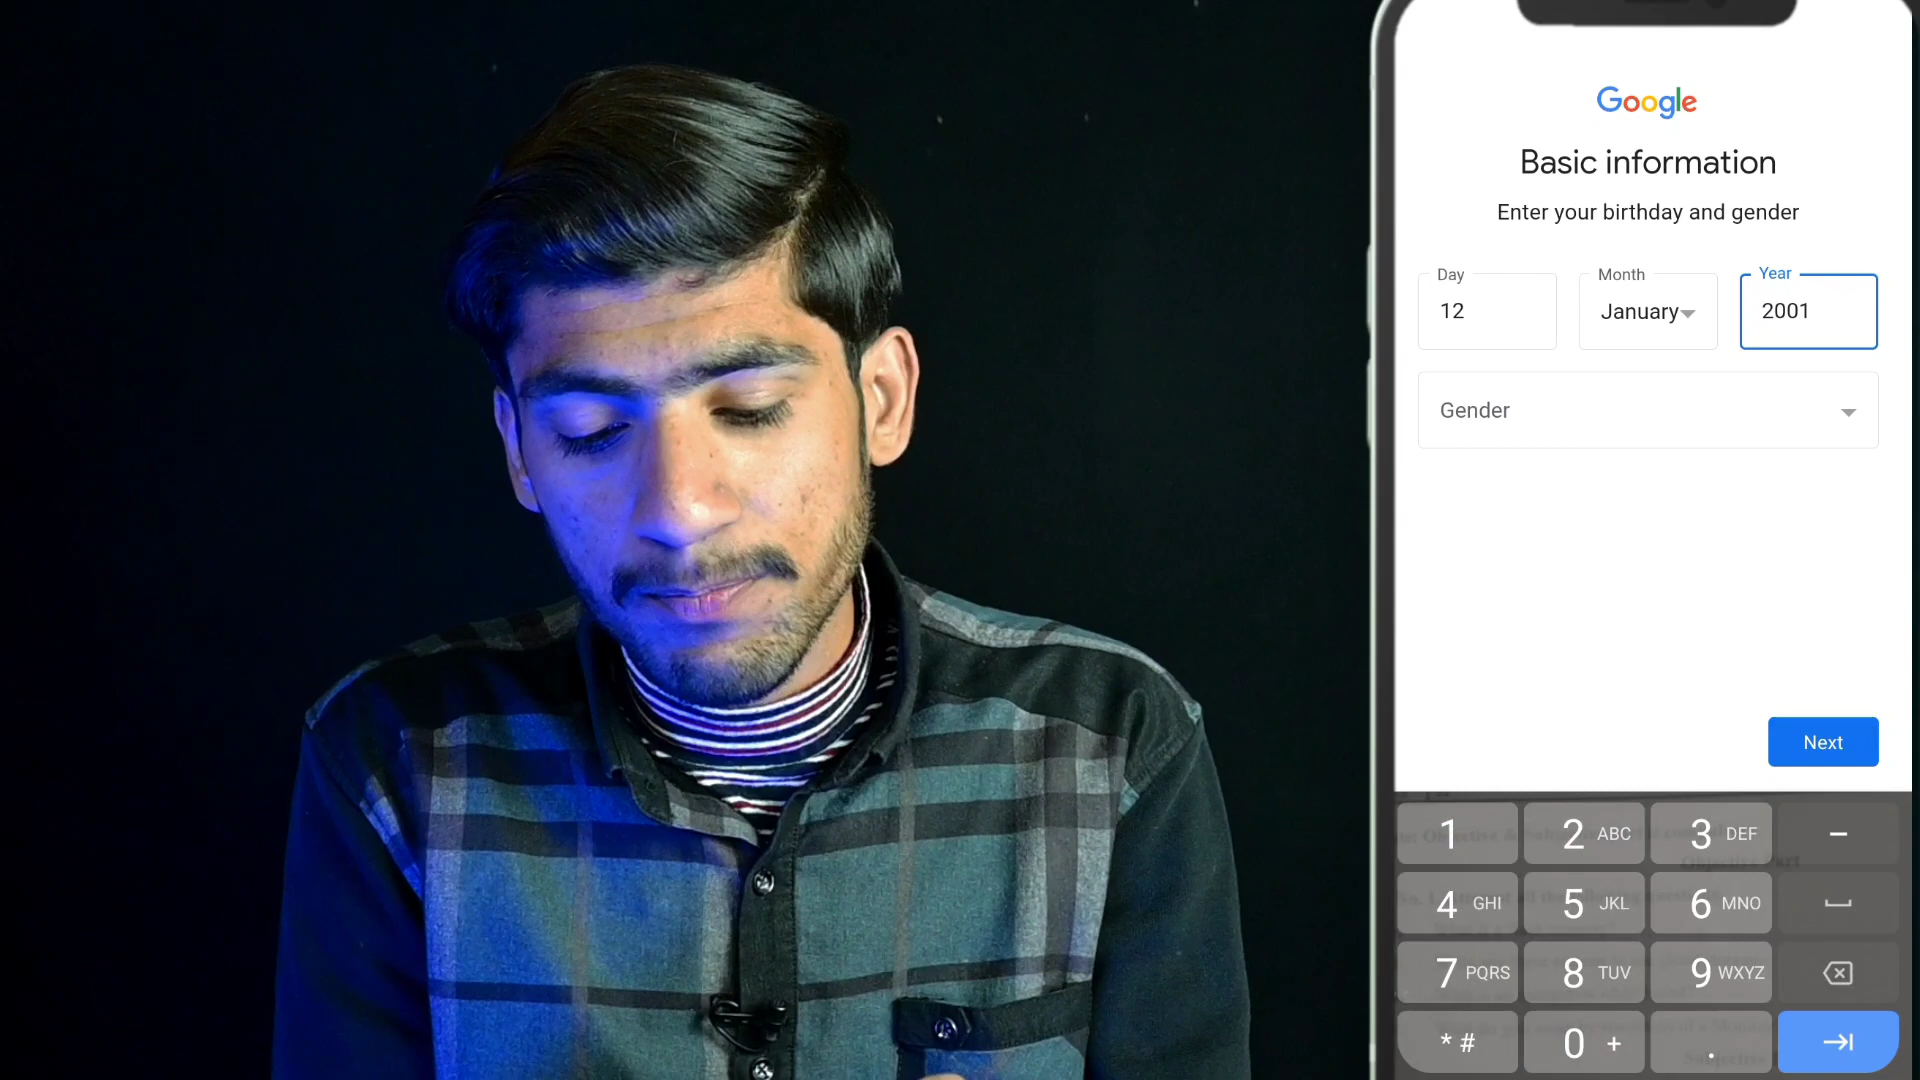 Google
Basic information
Enter your birthday and gender
Day Month Year
12 January 2001
Gender
Next
1 2 ABC 3 DEF –
4 GHI 5 JKL 6 MNO
7 PQRS 8 TUV 9 WXYZ
* # 0 + .